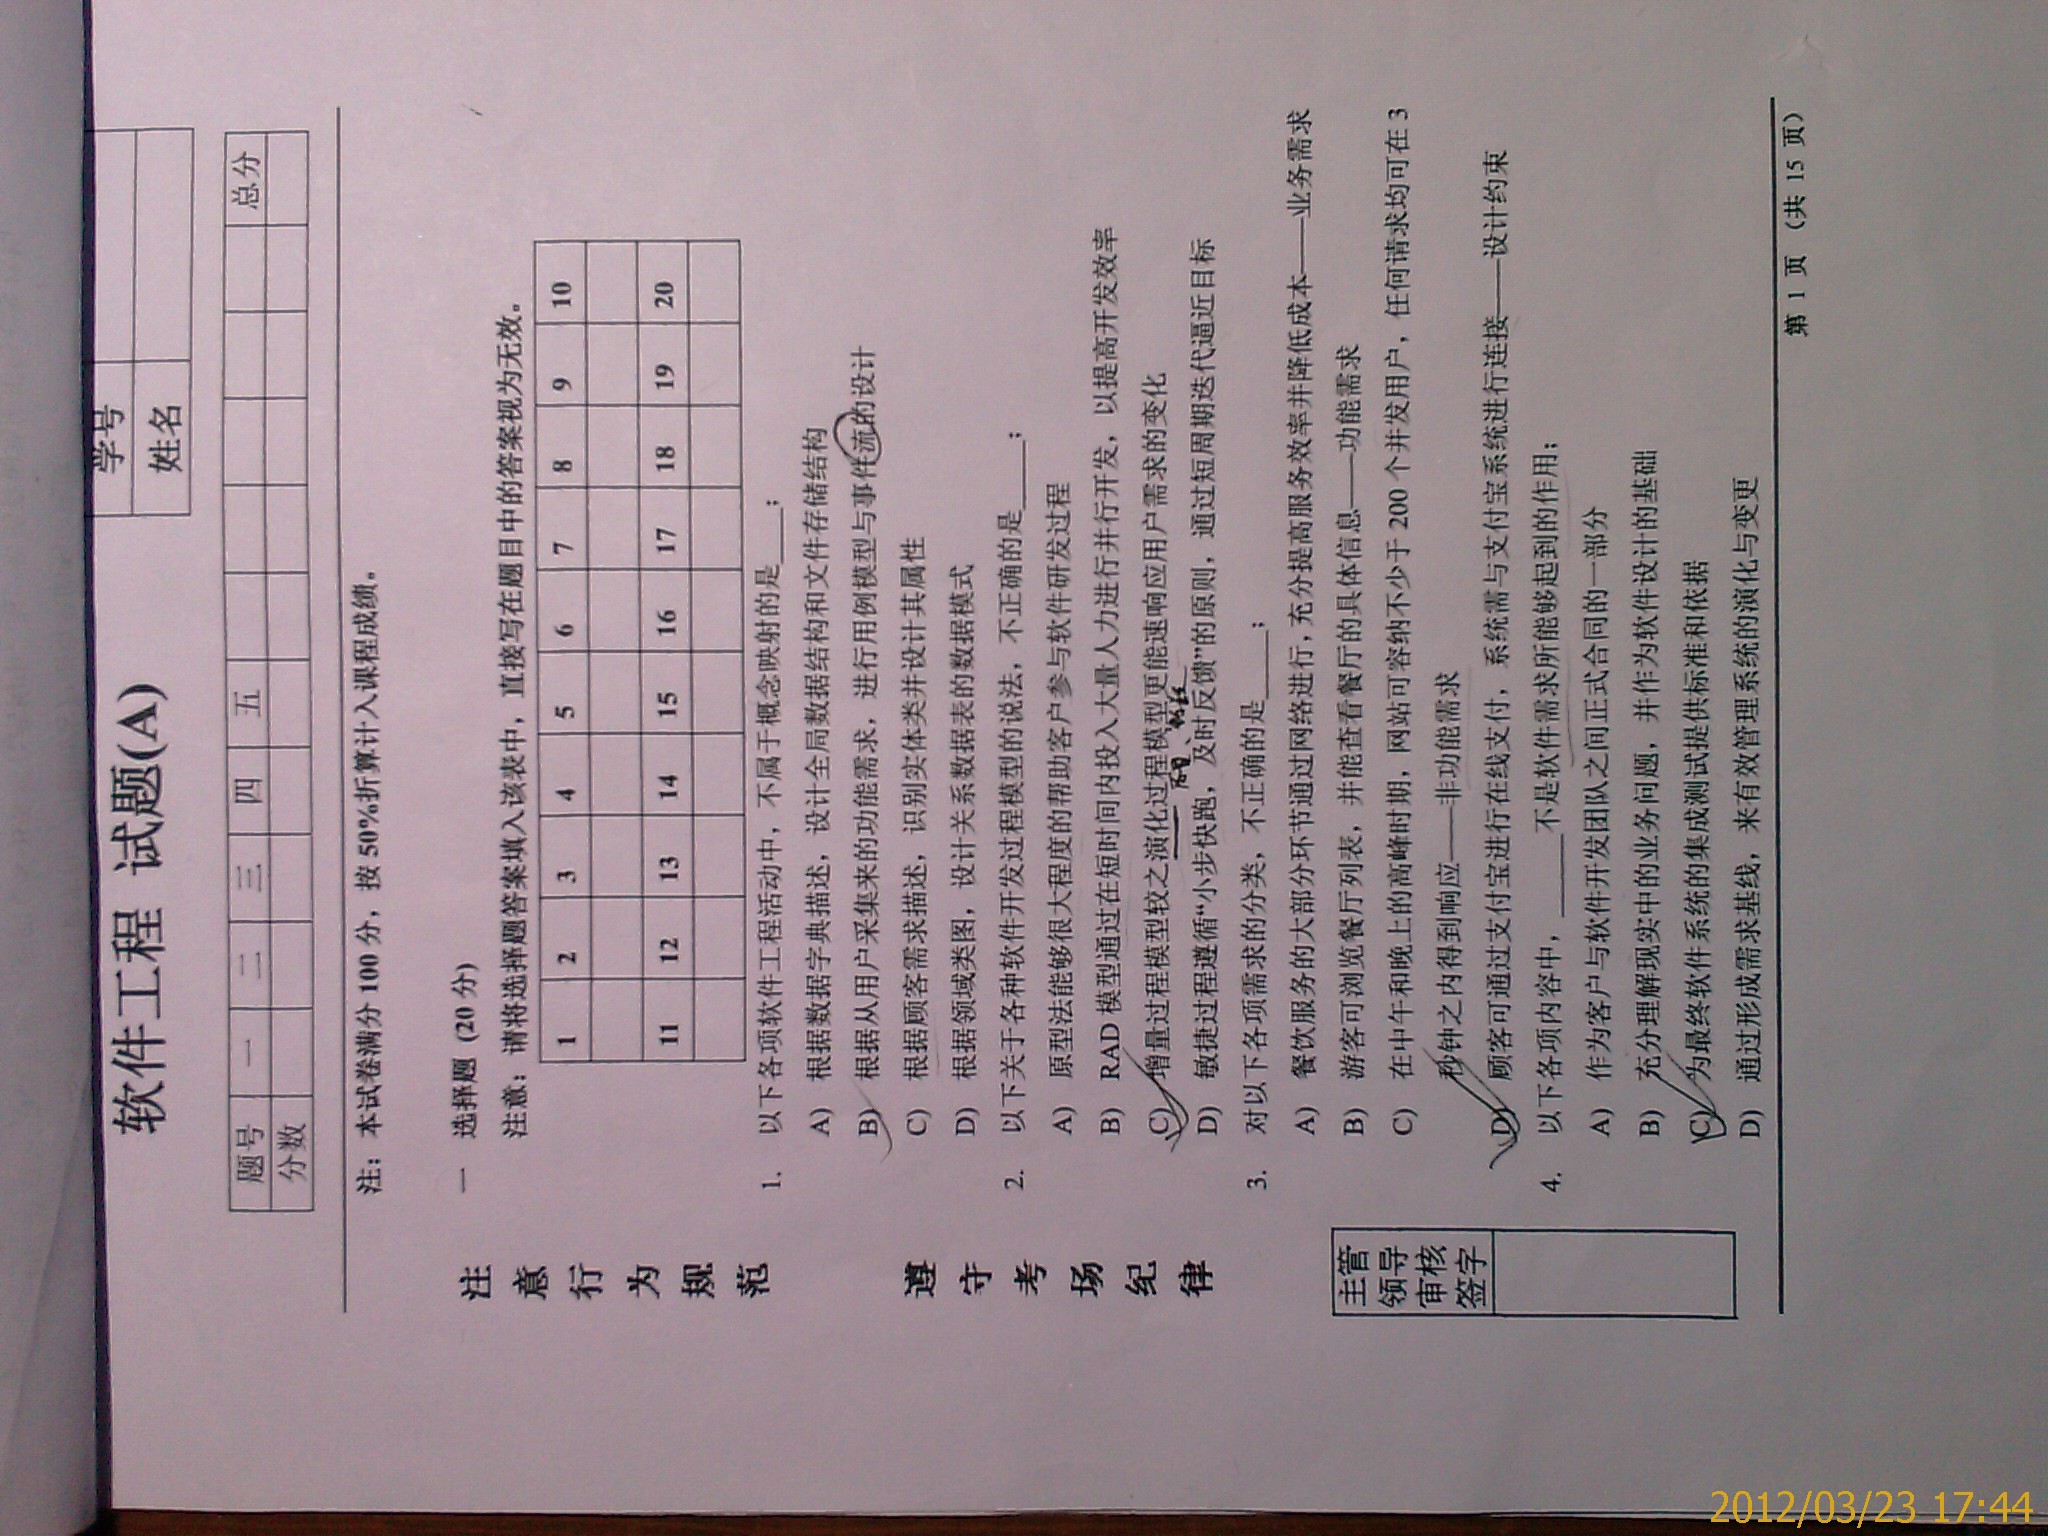 软件工程 试题(A)
学号
姓名
题号 一 二 三 四 五 总分
分数
注：本试卷满分 100 分，按 50%折算计入课程成绩。
一 选择题 (20 分)
注意：请将选择题答案填入该表中，直接写在题目中的答案视为无效。
1 2 3 4 5 6 7 8 9 10
11 12 13 14 15 16 17 18 19 20
1. 以下各项软件工程活动中，不属于概念映射的是___；
A) 根据数据字典描述，设计全局数据结构和文件存储结构
B) 根据从用户采集来的功能需求，进行用例模型与事件流的设计
C) 根据顾客需求描述，识别实体类并设计其属性
D) 根据领域类图，设计关系数据表的数据模式
2. 以下关于各种软件开发过程模型的说法，不正确的是____；
A) 原型法能够很大程度的帮助客户参与软件研发过程
B) RAD 模型通过在短时间内投入大量人力进行并行开发，以提高开发效率
C) 增量过程模型较之演化过程模型更能速响应用户需求的变化
D) 敏捷过程遵循“小步快跑，及时反馈”的原则，通过短周期迭代逼近目标
3. 对以下各项需求的分类，不正确的是____；
A) 餐饮服务的大部分环节通过网络进行，充分提高服务效率并降低成本——业务需求
B) 游客可浏览餐厅列表，并能查看餐厅的具体信息——功能需求
C) 在中午和晚上的高峰时期，网站可容纳不少于 200 个并发用户，任何请求均可在 3
秒钟之内得到响应——非功能需求
D) 顾客可通过支付宝进行在线支付，系统需与支付宝系统进行连接——设计约束
4. 以下各项内容中，____不是软件需求所能够起到的作用；
A) 作为客户与软件开发团队之间正式合同的一部分
B) 充分理解现实中的业务问题，并作为软件设计的基础
C) 为最终软件系统的集成测试提供标准和依据
D) 通过形成需求基线，来有效管理系统的演化与变更
注意行为规范
遵守考场纪律
主管
领导
审核
签字
第 1 页 （共 15 页）
2012/03/23 17:44